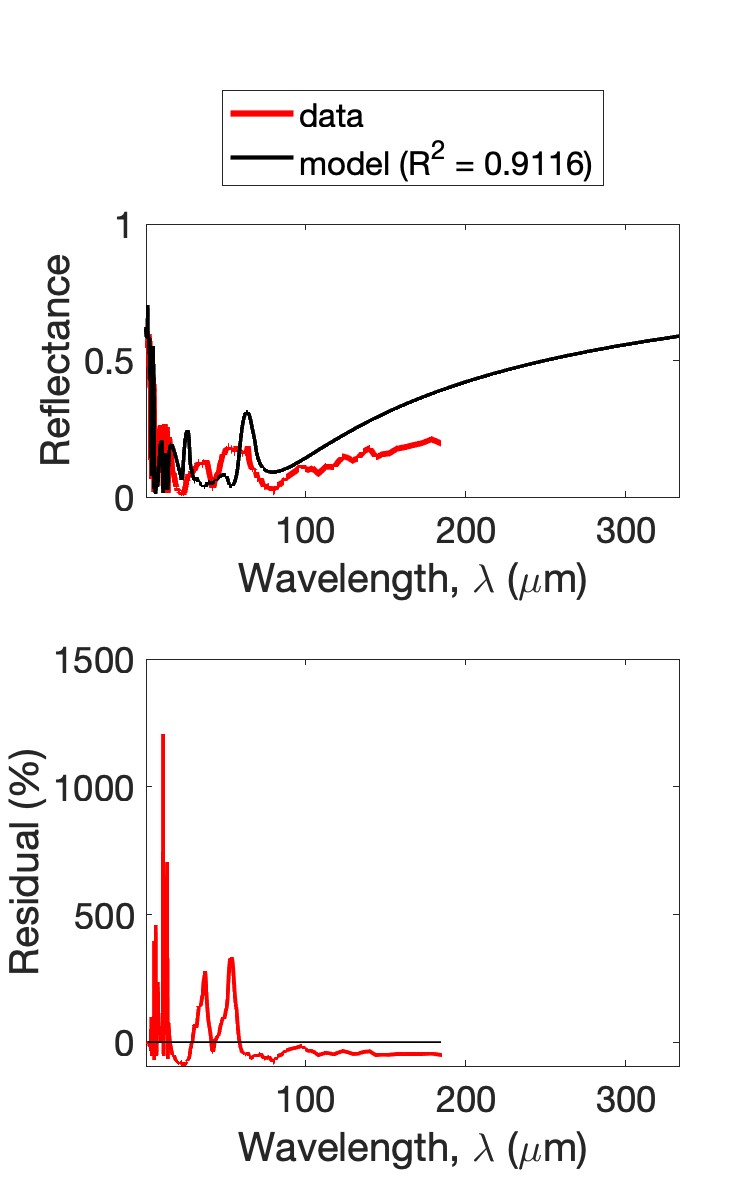 data
model (R² = 0.9116)
1
0.5
0
Reflectance
100 200 300
Wavelength, λ (μm)
1500
1000
500
0
Residual (%)
100 200 300
Wavelength, λ (μm)